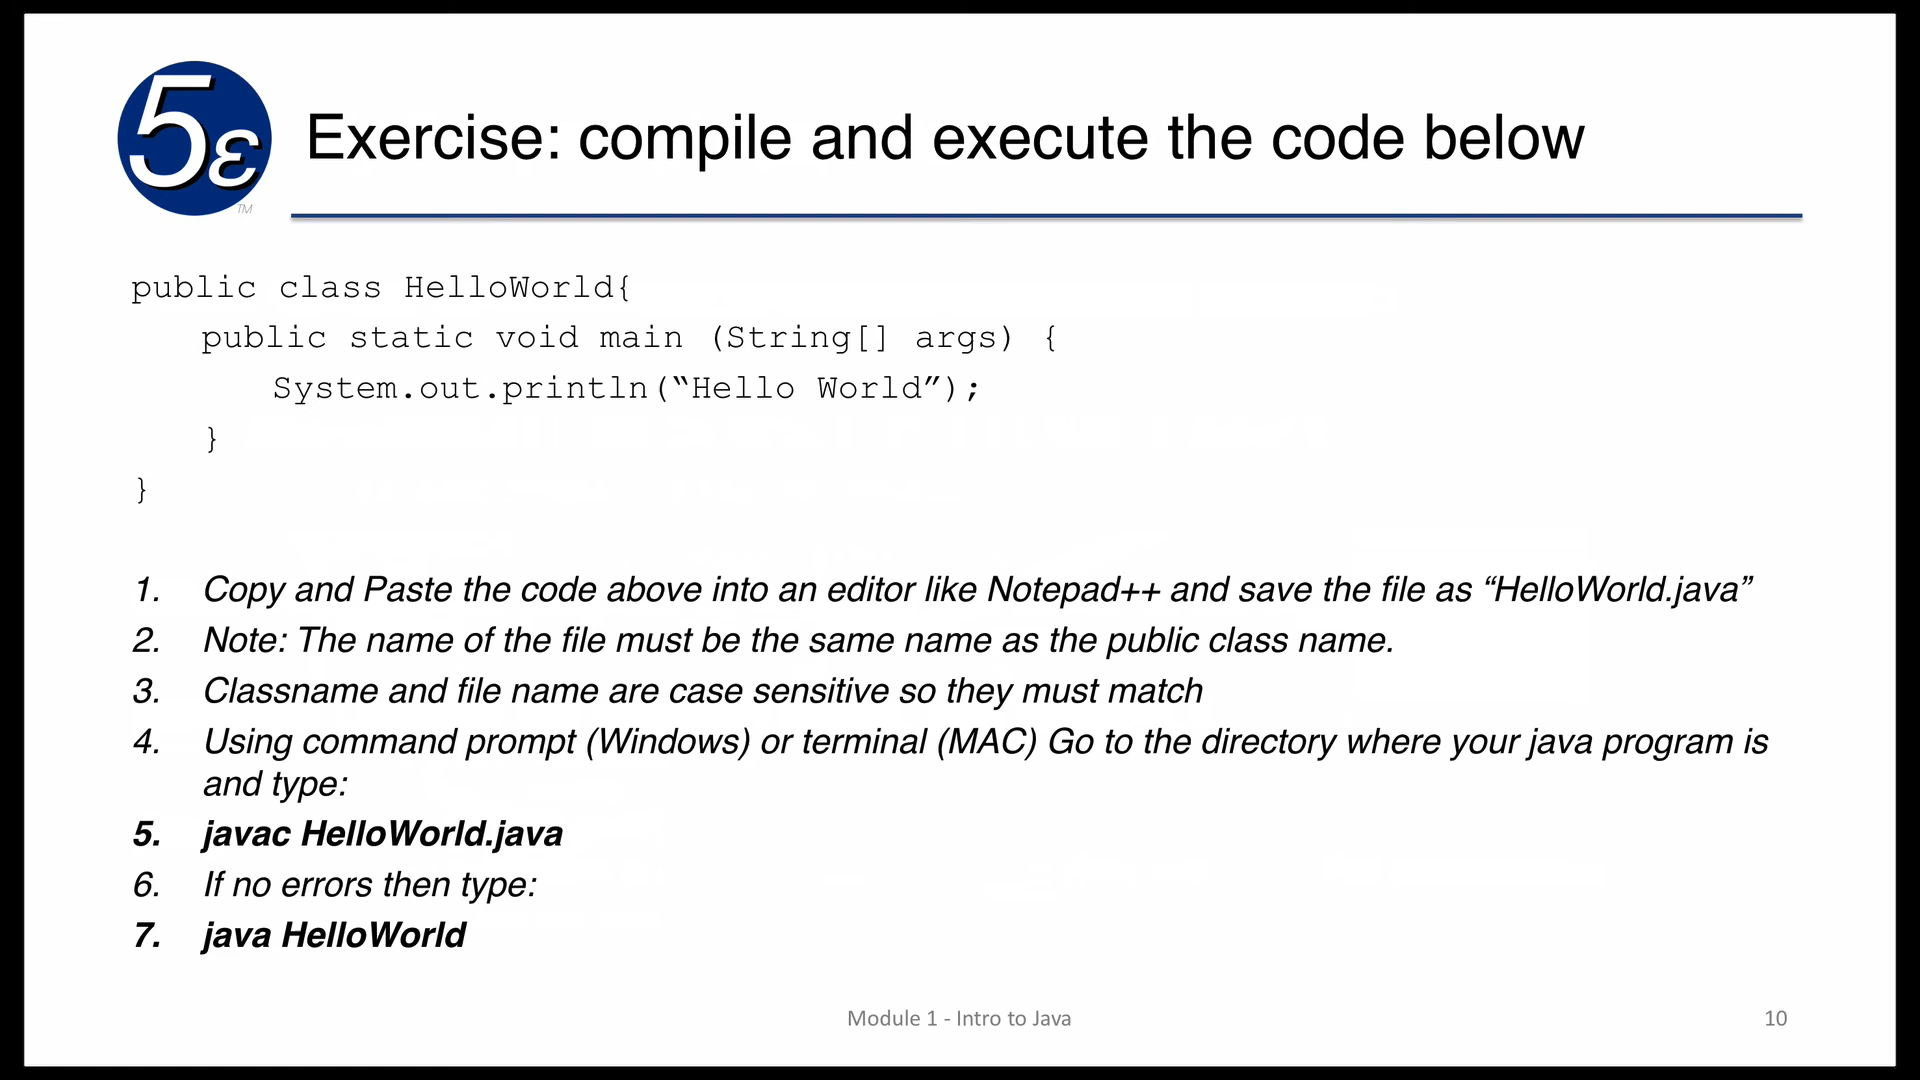 5ε
TM
Exercise: compile and execute the code below
public class HelloWorld{
public static void main (String[] args) {
System.out.println(“Hello World”);
}
}
1. Copy and Paste the code above into an editor like Notepad++ and save the file as “HelloWorld.java”
2. Note: The name of the file must be the same name as the public class name.
3. Classname and file name are case sensitive so they must match
4. Using command prompt (Windows) or terminal (MAC) Go to the directory where your java program is
and type:
5. javac HelloWorld.java
6. If no errors then type:
7. java HelloWorld
Module 1 - Intro to Java
10